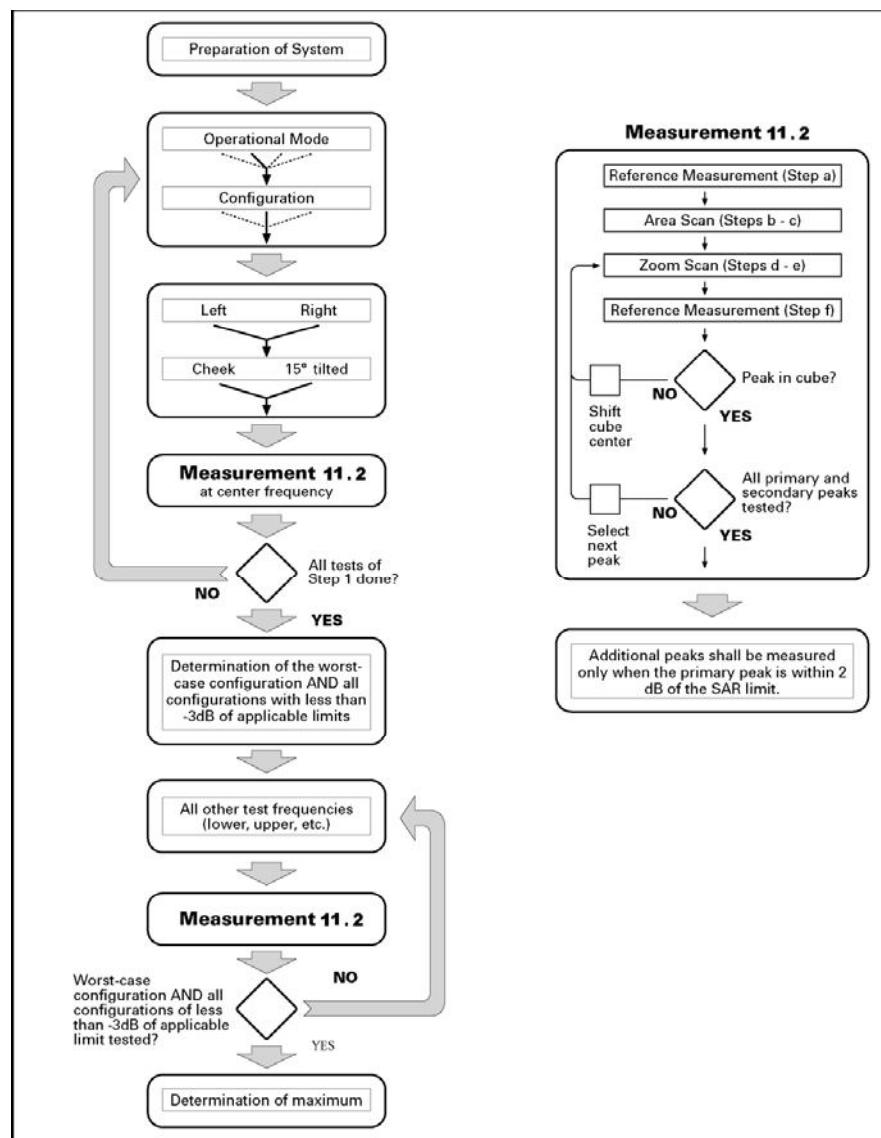 Preparation of System
Operational Mode
Configuration
Left Right
Cheek 15° tilted
Measurement 11.2
at center frequency
All tests of
Step 1 done?
NO
YES
Determination of the worst-
case configuration AND all
configurations with less than
-3dB of applicable limits
All other test frequencies
(lower, upper, etc.)
Measurement 11.2
NO
Worst-case
configuration AND all
configurations of less
than -3dB of applicable
limit tested?
YES
Determination of maximum
Measurement 11.2
Reference Measurement (Step a)
Area Scan (Steps b - c)
Zoom Scan (Steps d - e)
Reference Measurement (Step f)
Peak in cube?
NO
Shift
cube
center
YES
All primary and
secondary peaks
tested?
NO
Select
next
peak
YES
Additional peaks shall be measured
only when the primary peak is within 2
dB of the SAR limit.